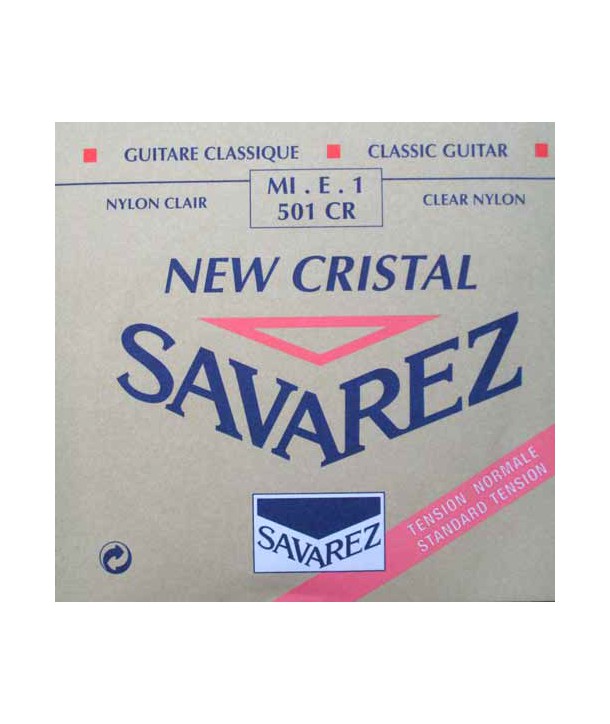 GUITARE CLASSIQUE CLASSIC GUITAR
MI . E . 1
NYLON CLAIR 501 CR CLEAR NYLON
NEW CRISTAL
SAVAREZ
TENSION NORMALE
STANDARD TENSION
SAVAREZ